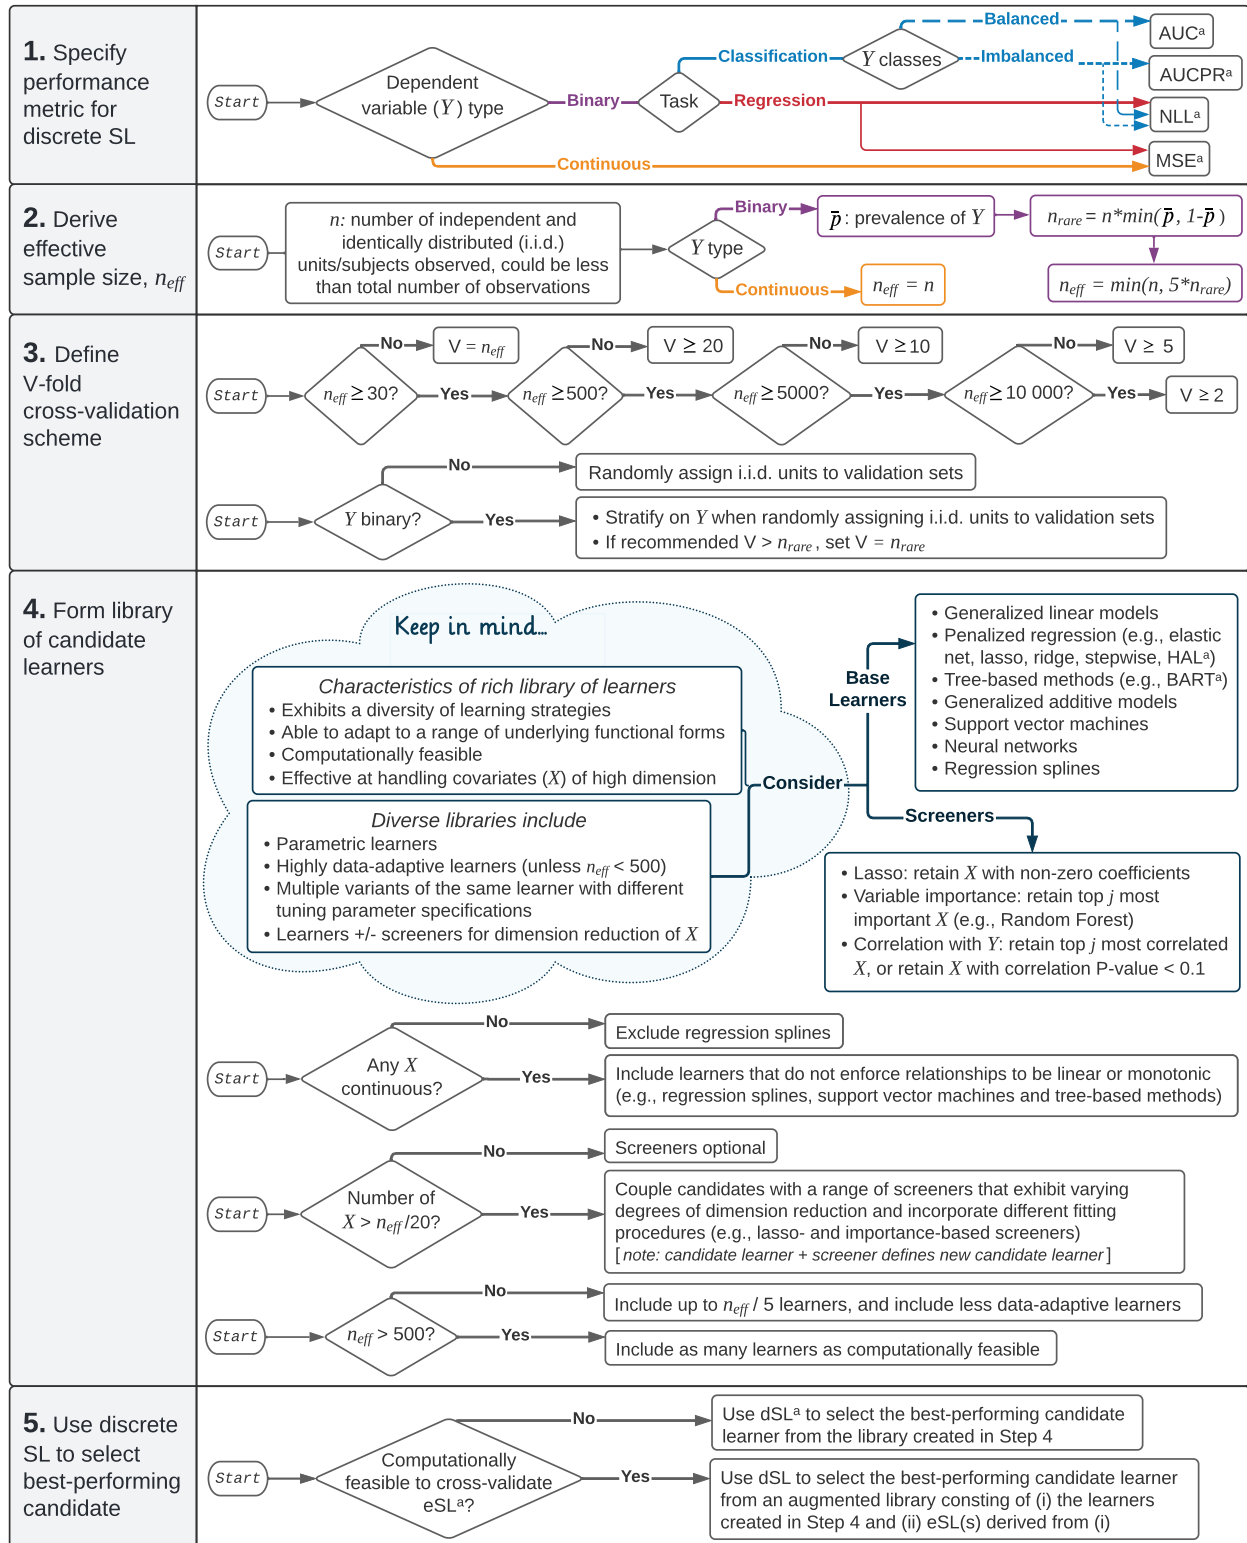 1. Specify
performance
metric for
discrete SL
Start
Dependent
variable (Y) type
Binary
Task
Classification
Y classes
Balanced
Imbalanced
Regression
Continuous
AUCᵃ
AUCPRᵃ
NLLᵃ
MSEᵃ
2. Derive
effective
sample size, n_eff
Start
n: number of independent and
identically distributed (i.i.d.)
units/subjects observed, could be less
than total number of observations
Y type
Binary
p̄ : prevalence of Y
n_rare = n*min(p̄, 1-p̄)
n_eff = min(n, 5*n_rare)
Continuous
n_eff = n
3. Define
V-fold
cross-validation
scheme
Start
n_eff ≥ 30?
No
V = n_eff
Yes
n_eff ≥ 500?
No
V ≥ 20
Yes
n_eff ≥ 5000?
No
V ≥ 10
Yes
n_eff ≥ 10 000?
No
V ≥ 5
Yes
V ≥ 2
Start
Y binary?
No
Randomly assign i.i.d. units to validation sets
Yes
• Stratify on Y when randomly assigning i.i.d. units to validation sets
• If recommended V > n_rare, set V = n_rare
4. Form library
of candidate
learners
Keep in mind...
Characteristics of rich library of learners
• Exhibits a diversity of learning strategies
• Able to adapt to a range of underlying functional forms
• Computationally feasible
• Effective at handling covariates (X) of high dimension
Diverse libraries include
• Parametric learners
• Highly data-adaptive learners (unless n_eff < 500)
• Multiple variants of the same learner with different
tuning parameter specifications
• Learners +/- screeners for dimension reduction of X
Consider
Base
Learners
• Generalized linear models
• Penalized regression (e.g., elastic
net, lasso, ridge, stepwise, HALᵃ)
• Tree-based methods (e.g., BARTᵃ)
• Generalized additive models
• Support vector machines
• Neural networks
• Regression splines
Screeners
• Lasso: retain X with non-zero coefficients
• Variable importance: retain top j most
important X (e.g., Random Forest)
• Correlation with Y: retain top j most correlated
X, or retain X with correlation P-value < 0.1
Start
Any X
continuous?
No
Exclude regression splines
Yes
Include learners that do not enforce relationships to be linear or monotonic
(e.g., regression splines, support vector machines and tree-based methods)
Start
Number of
X > n_eff/20?
No
Screeners optional
Yes
Couple candidates with a range of screeners that exhibit varying
degrees of dimension reduction and incorporate different fitting
procedures (e.g., lasso- and importance-based screeners)
[note: candidate learner + screener defines new candidate learner]
Start
n_eff > 500?
No
Include up to n_eff / 5 learners, and include less data-adaptive learners
Yes
Include as many learners as computationally feasible
5. Use discrete
SL to select
best-performing
candidate
Start
Computationally
feasible to cross-validate
eSLᵃ?
No
Use dSLᵃ to select the best-performing candidate
learner from the library created in Step 4
Yes
Use dSL to select the best-performing candidate learner
from an augmented library consting of (i) the learners
created in Step 4 and (ii) eSL(s) derived from (i)